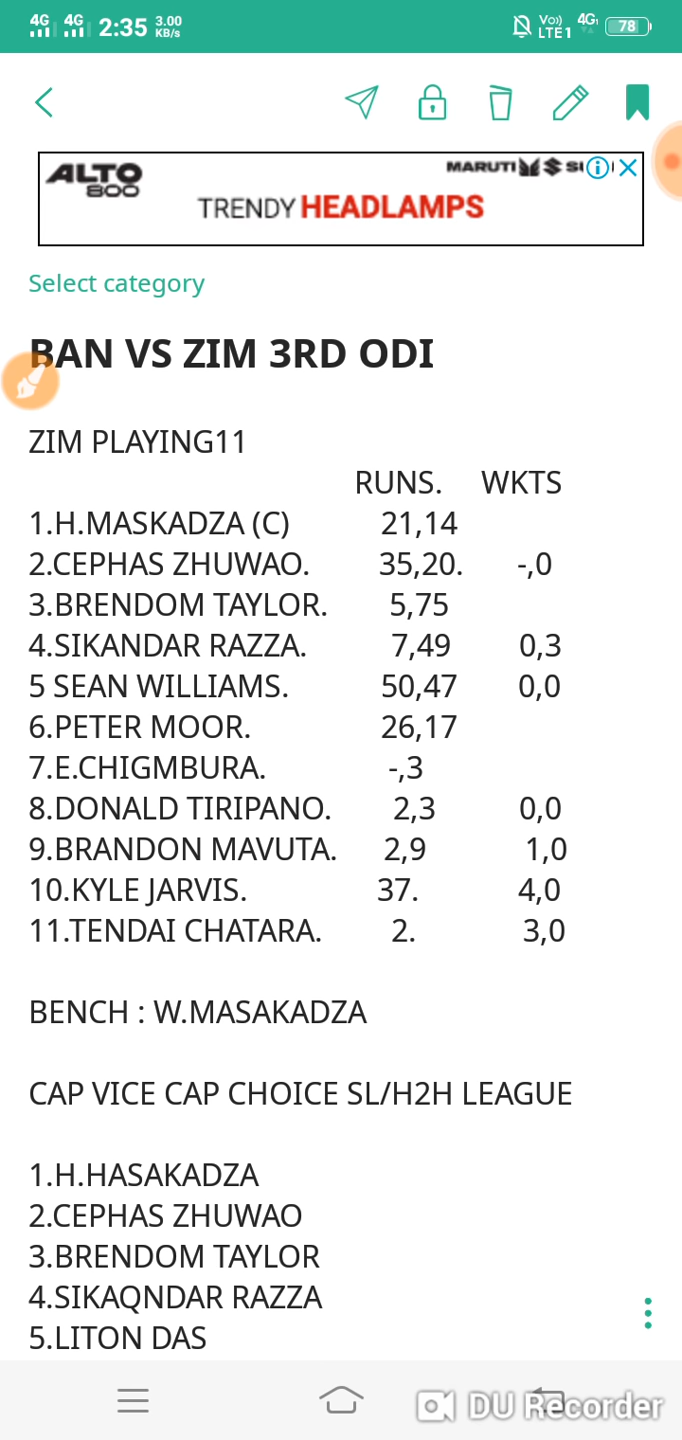 4G 4G 2:35 3.00 KB/s Vo) LTE1 4G 78
ALTO 800 MARUTI
TRENDY HEADLAMPS
Select category
BAN VS ZIM 3RD ODI
ZIM PLAYING11
RUNS. WKTS
1.H.MASKADZA (C) 21,14
2.CEPHAS ZHUWAO. 35,20. -,0
3.BRENDOM TAYLOR. 5,75
4.SIKANDAR RAZZA. 7,49 0,3
5 SEAN WILLIAMS. 50,47 0,0
6.PETER MOOR. 26,17
7.E.CHIGMBURA. -,3
8.DONALD TIRIPANO. 2,3 0,0
9.BRANDON MAVUTA. 2,9 1,0
10.KYLE JARVIS. 37. 4,0
11.TENDAI CHATARA. 2. 3,0
BENCH : W.MASAKADZA
CAP VICE CAP CHOICE SL/H2H LEAGUE
1.H.HASAKADZA
2.CEPHAS ZHUWAO
3.BRENDOM TAYLOR
4.SIKAQNDAR RAZZA
5.LITON DAS
DU Recorder